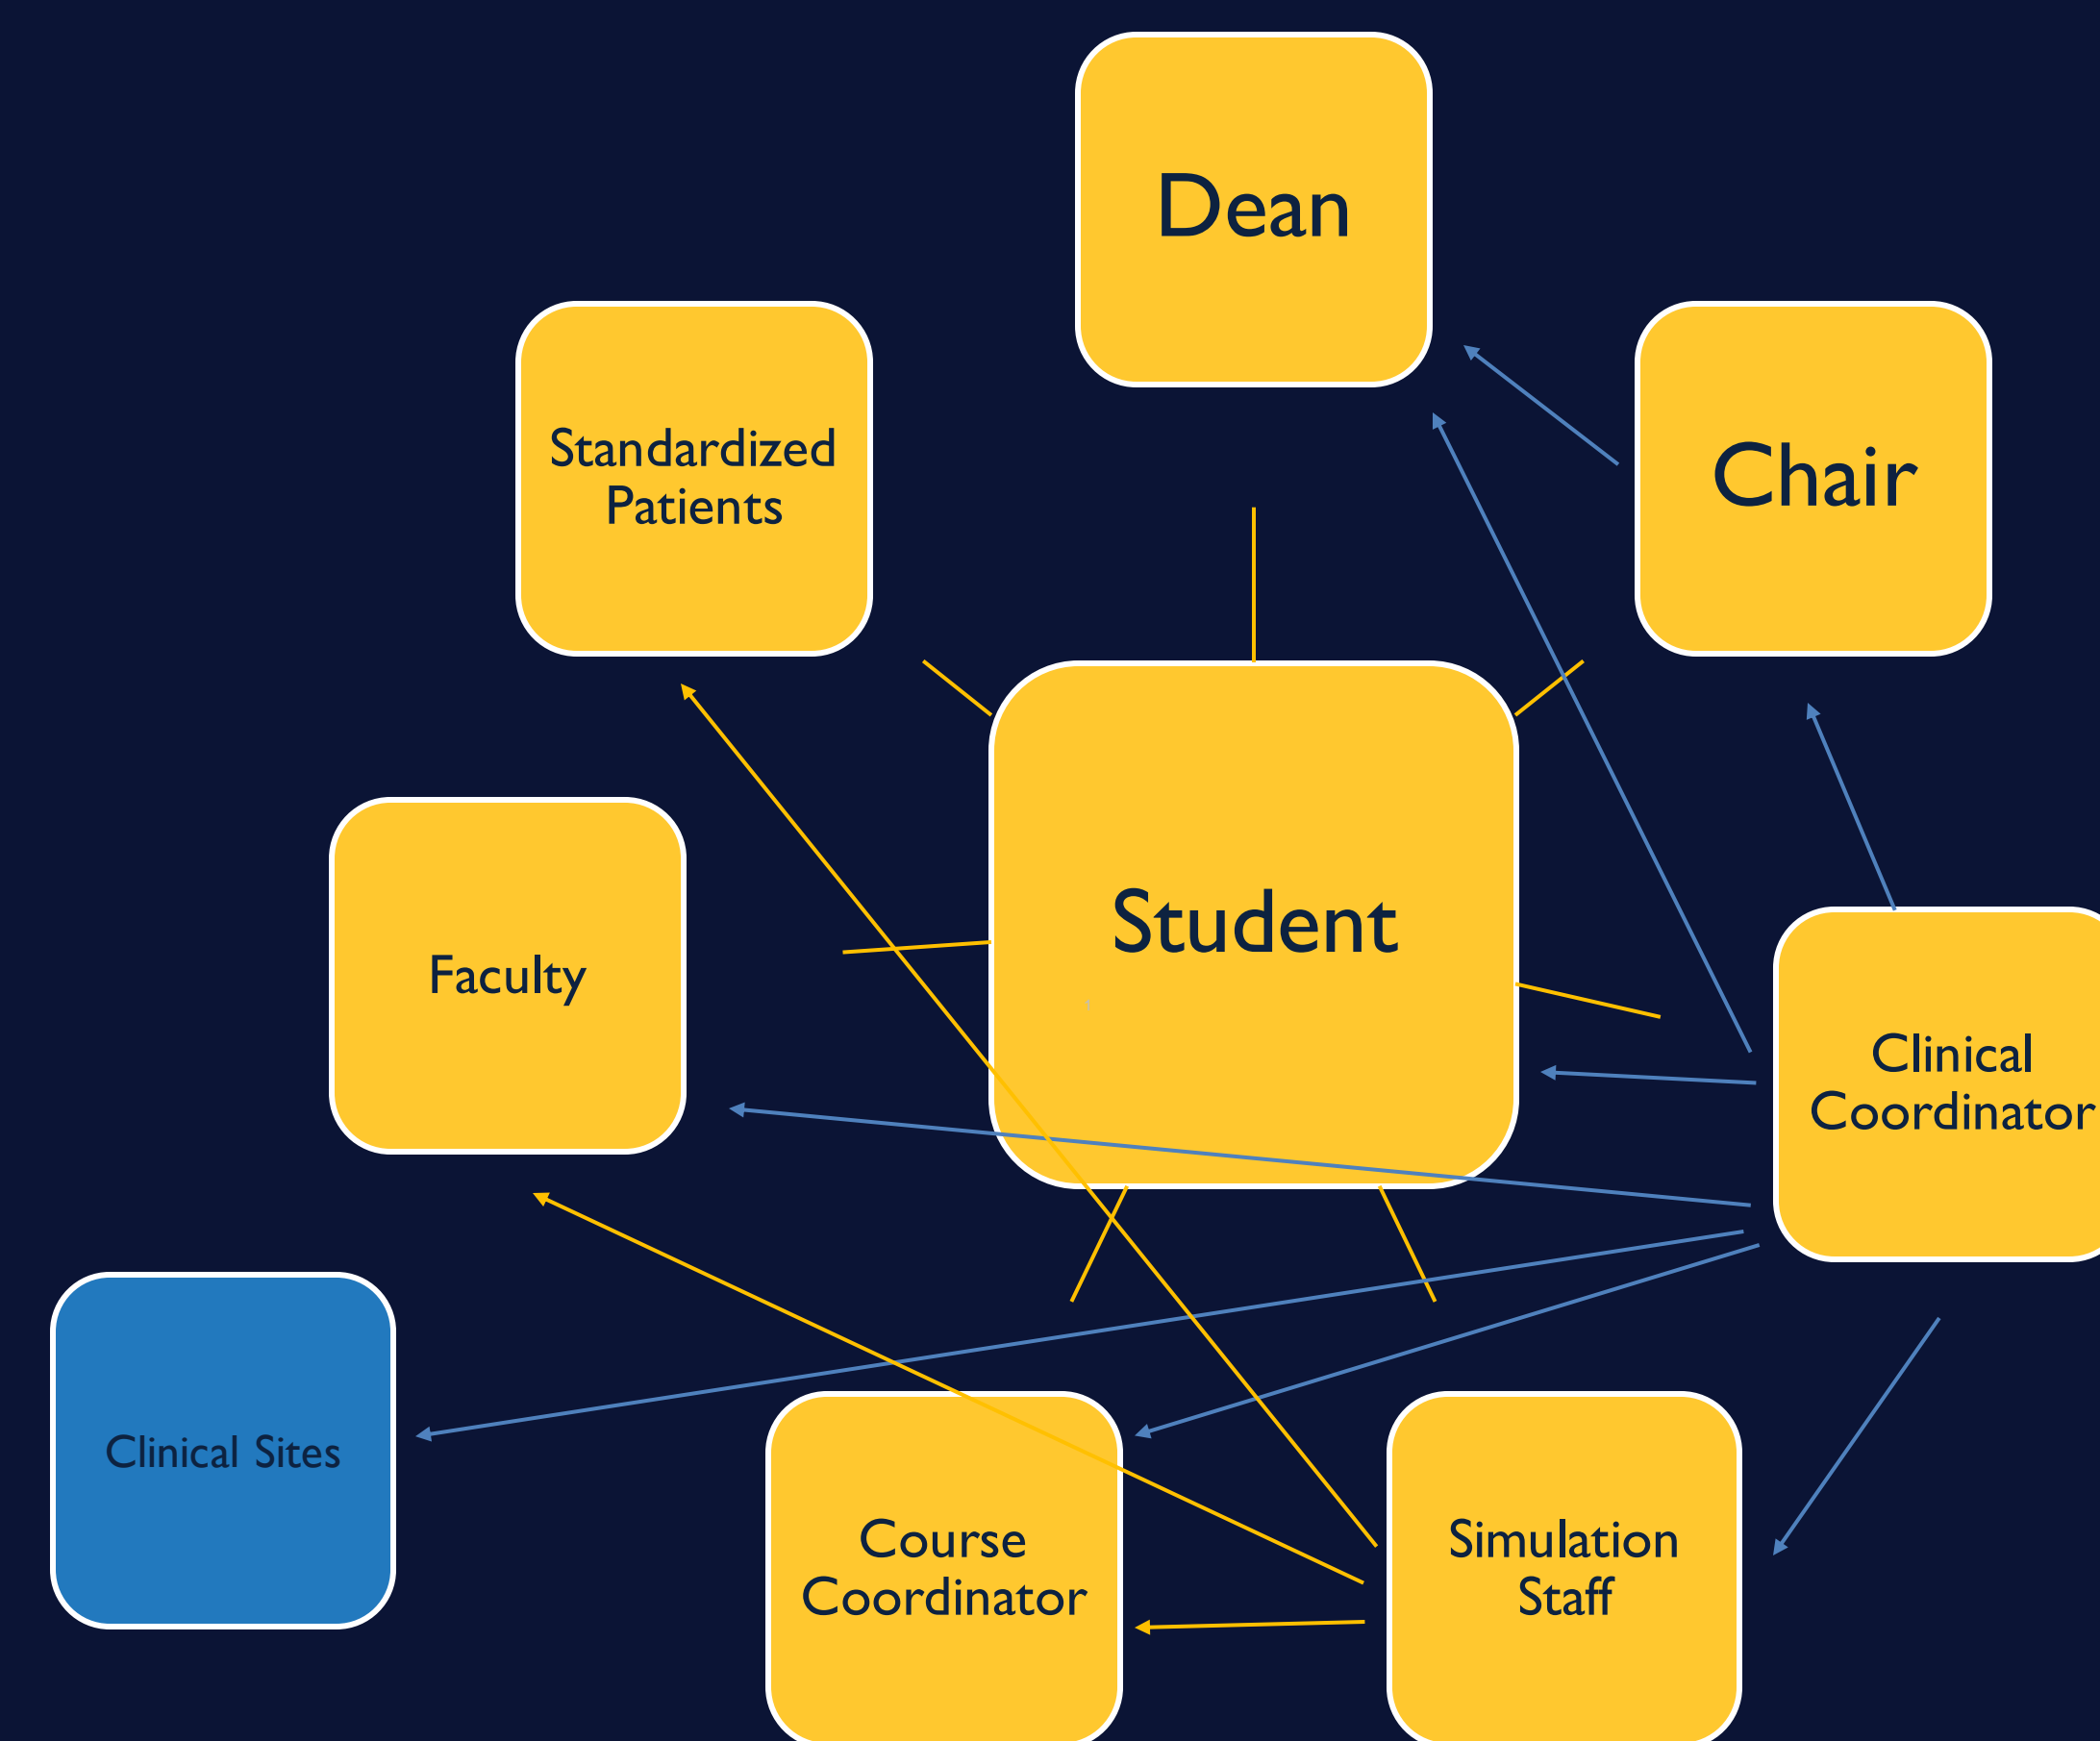 Dean
Standardized
Patients
Chair
Student
Faculty
Clinical
Coordinator
Clinical Sites
Course
Coordinator
Simulation
Staff